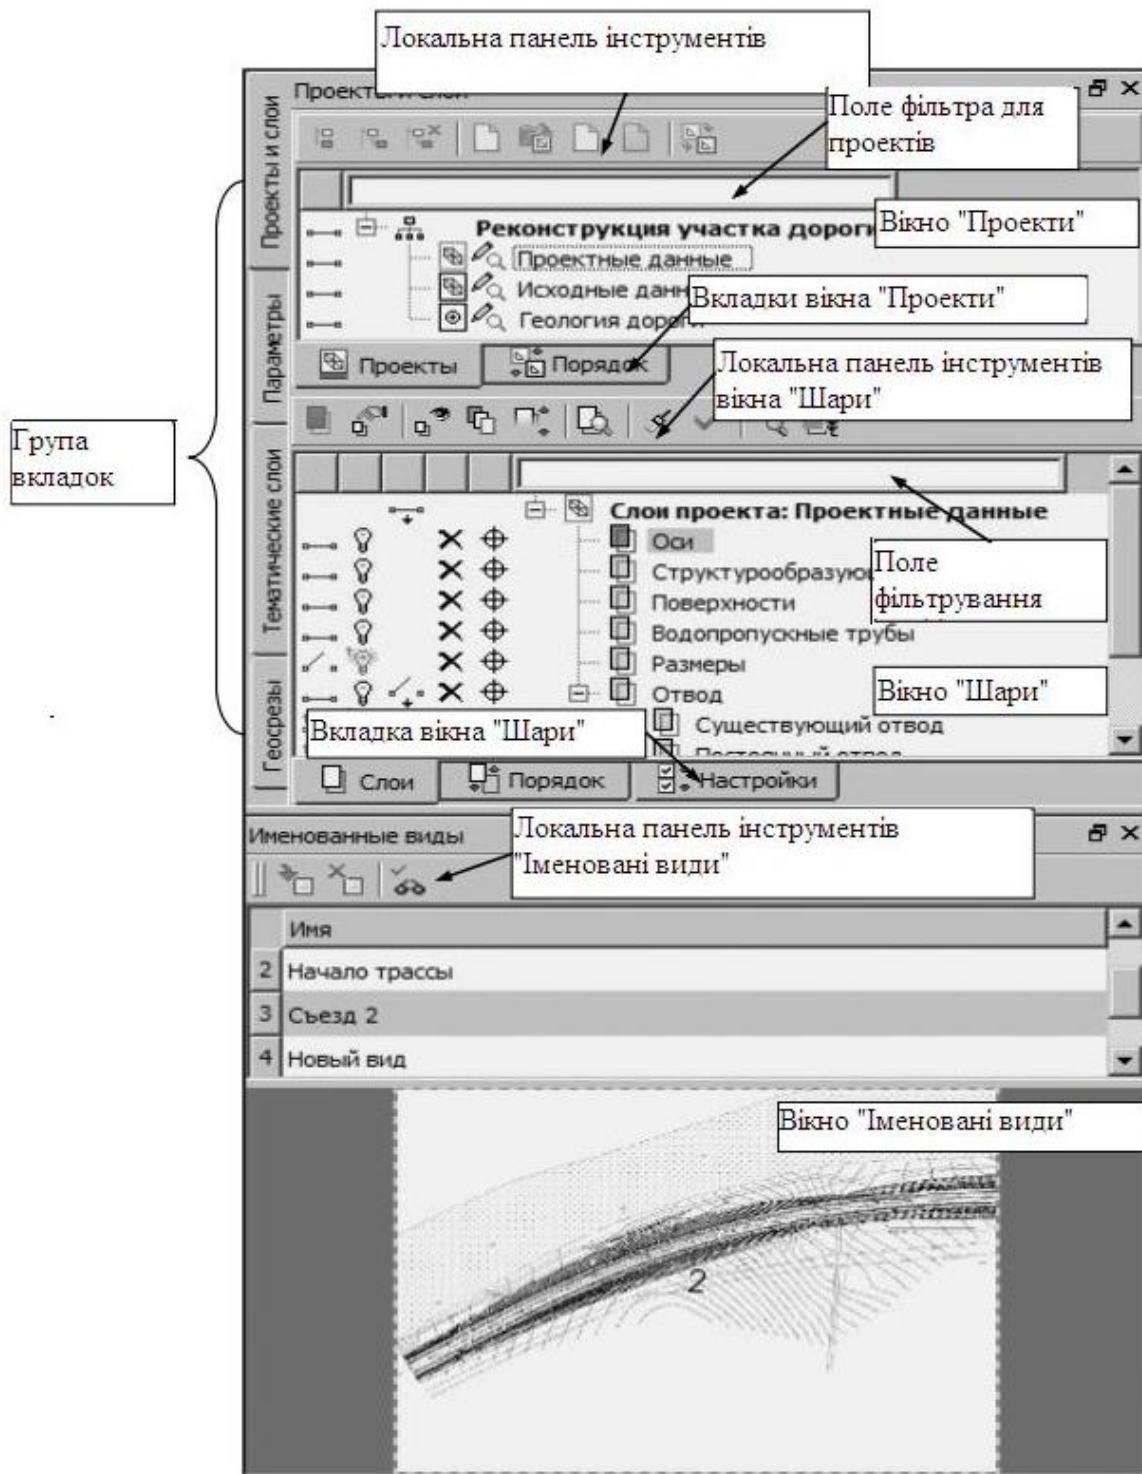 Локальна панель інструментів
Проекты и слои
Поле фільтра для
проектів
Проекты и слои
Параметры
Тематические слои
Геосрезы
Група
вкладок
Вікно "Проекти"
Реконструкция участка дороги
Проектные данные
Исходные
Вкладки вікна "Проекти"
Геология дороги
Проекты
Порядок
Локальна панель інструментів
вікна "Шари"
Слои проекта: Проектные данные
Оси
Поле
фільтрування
Поверхности
Водопропускные трубы
Размеры
Отвод
Вікно "Шари"
Существующий отвод
Вкладка вікна "Шари"
Постоянный отвод
Слои
Порядок
Настройки
Именованные виды
Локальна панель інструментів
"Іменовані види"
Имя
2 Начало трассы
3 Съезд 2
4 Новый вид
Вікно "Іменовані види"
2